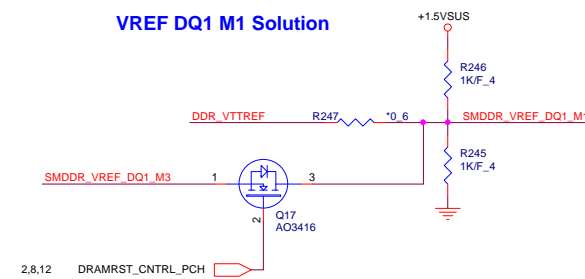 VREF DQ1 M1 Solution
+1.5VSUS
R246
1K/F_4
DDR_VTTREF
R247
*0_6
SMDDR_VREF_DQ1_M1
R245
1K/F_4
SMDDR_VREF_DQ1_M3
1
3
2
Q17
AO3416
2,8,12
DRAMRST_CNTRL_PCH